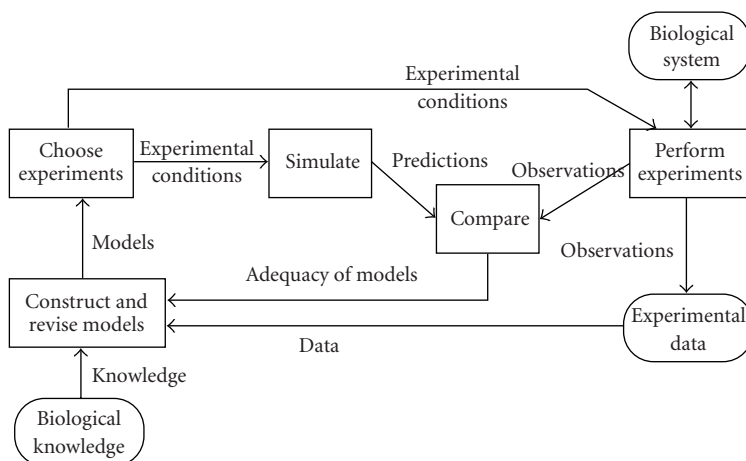 Biological
system
Experimental
conditions
Choose
experiments
Experimental
conditions
Simulate
Predictions
Observations
Perform
experiments
Compare
Models
Observations
Adequacy of models
Construct and
revise models
Experimental
data
Data
Knowledge
Biological
knowledge